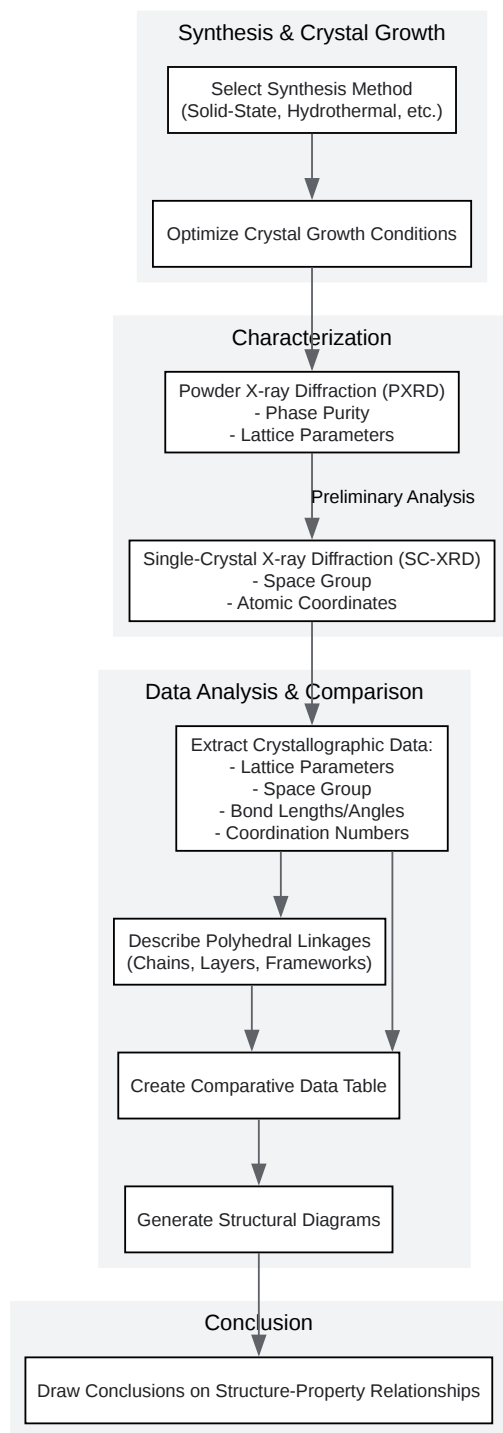 Synthesis & Crystal Growth
Select Synthesis Method
(Solid-State, Hydrothermal, etc.)
Optimize Crystal Growth Conditions
Characterization
Powder X-ray Diffraction (PXRD)
- Phase Purity
- Lattice Parameters
Preliminary Analysis
Single-Crystal X-ray Diffraction (SC-XRD)
- Space Group
- Atomic Coordinates
Data Analysis & Comparison
Extract Crystallographic Data:
- Lattice Parameters
- Space Group
- Bond Lengths/Angles
- Coordination Numbers
Describe Polyhedral Linkages
(Chains, Layers, Frameworks)
Create Comparative Data Table
Generate Structural Diagrams
Conclusion
Draw Conclusions on Structure-Property Relationships